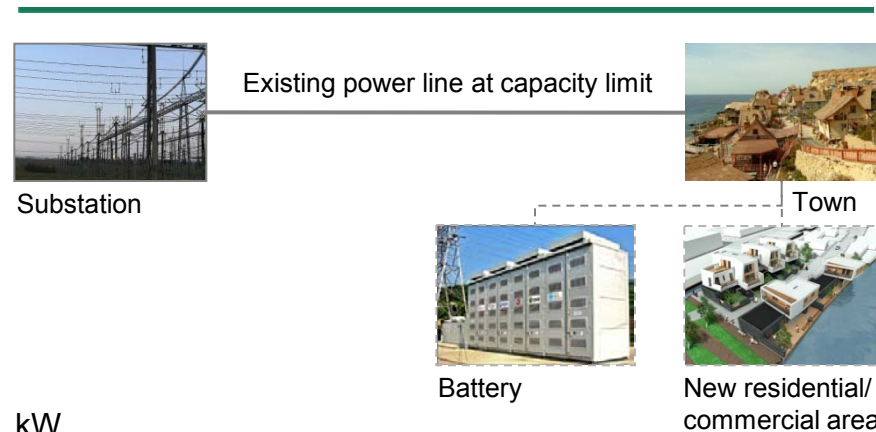 Existing power line at capacity limit
Substation
Town
Battery
New residential/
commercial area
kW